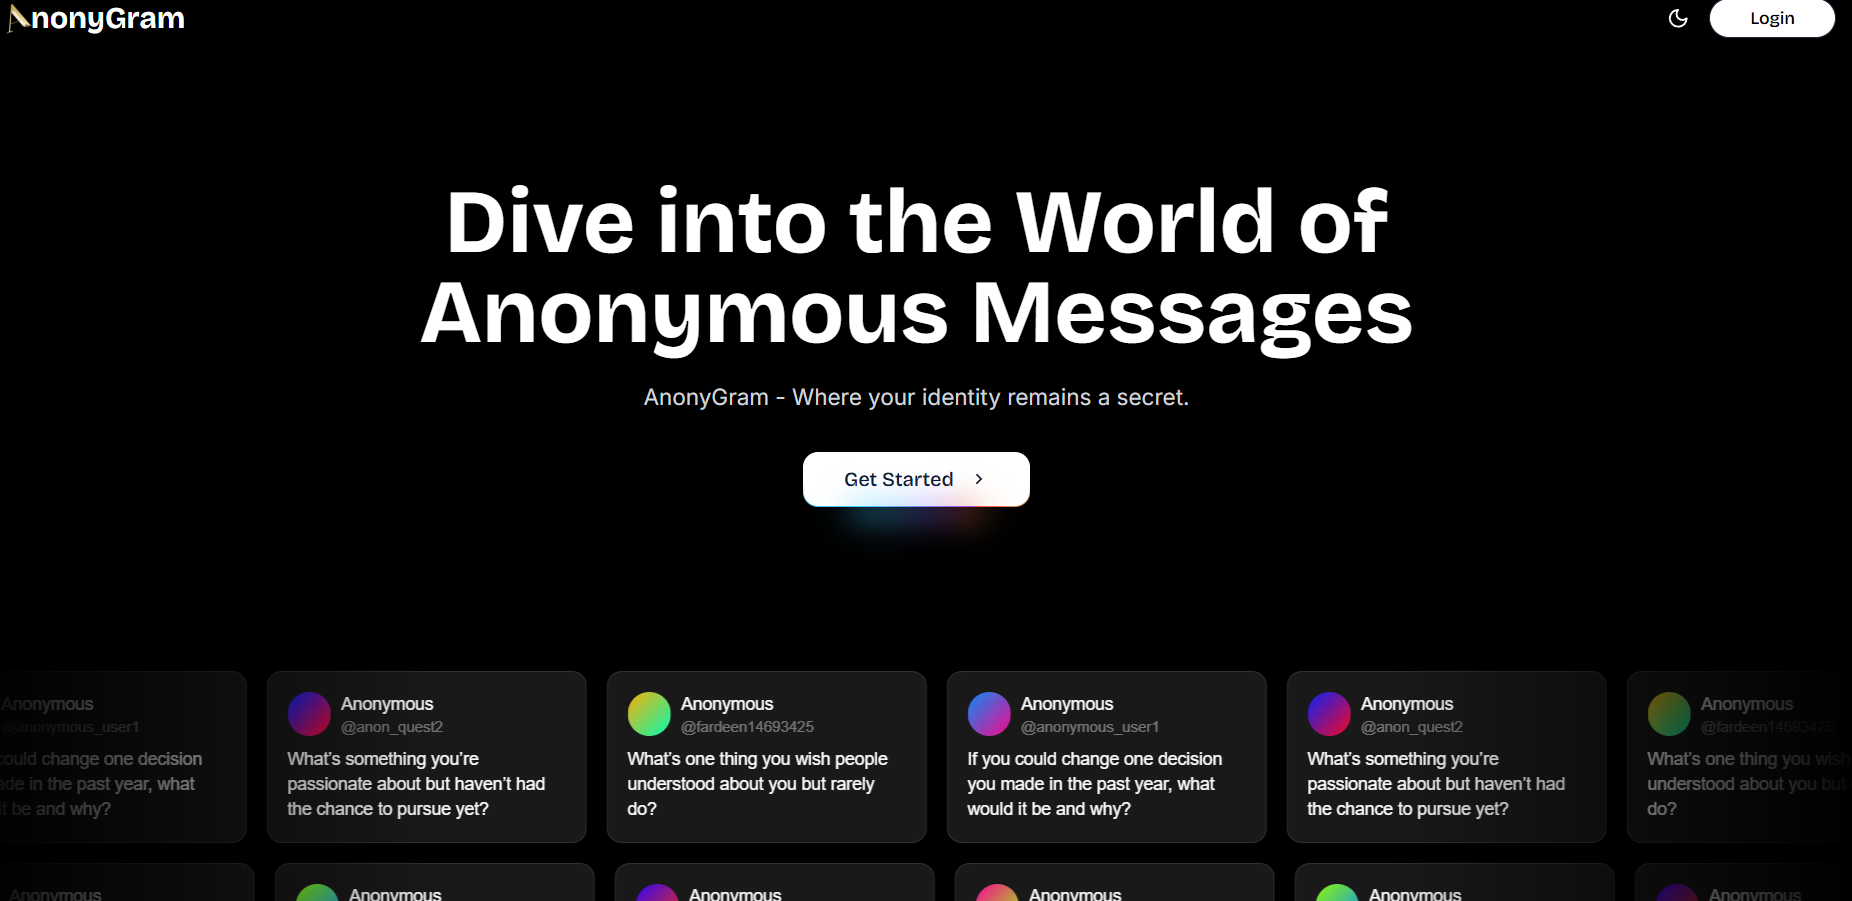 AnonyGram
Login
Dive into the World of
Anonymous Messages
AnonyGram - Where your identity remains a secret.
Get Started
Anonymous
@anonymous_user1
could change one decision
in the past year, what
it be and why?
Anonymous
@anon_quest2
What's something you're
passionate about but haven't had
the chance to pursue yet?
Anonymous
@fardeen14693425
What's one thing you wish people
understood about you but rarely
do?
Anonymous
@anonymous_user1
If you could change one decision
you made in the past year, what
would it be and why?
Anonymous
@anon_quest2
What's something you're
passionate about but haven't had
the chance to pursue yet?
Anonymous
@fardeen14693425
What's one thing you wish
understood about you but
do?
Anonymous
Anonymous
Anonymous
Anonymous
Anonymous
Anonymous